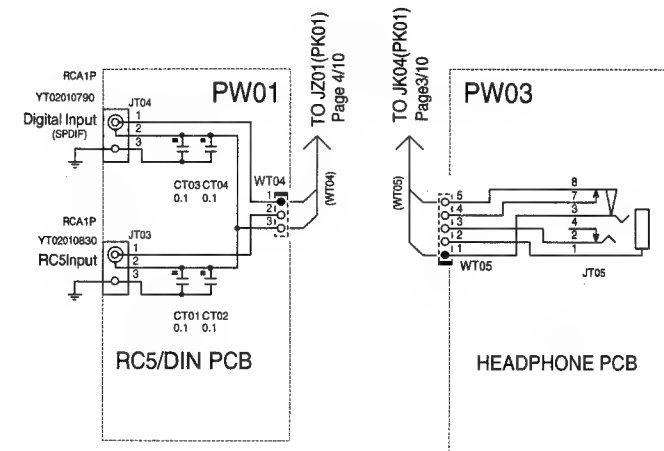 RCA1P
YT02010790
JT04
Digital Input
(SPDIF)
1
2
3
PW01
CT03 CT04
0.1 0.1
WT04
1
2
3
(WT04)
TO JZ01(PK01)
Page 4/10
RCA1P
YT02010830
JT03
RC5Input
1
2
3
CT01 CT02
0.1 0.1
RC5/DIN PCB
TO JK04(PK01)
Page3/10
(WT05)
PW03
5
4
3
2
1
WT05
8
7
3
4
2
1
JT05
HEADPHONE PCB